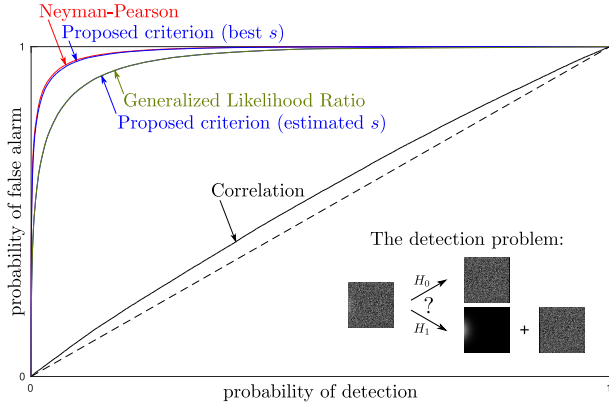 Neyman-Pearson
Proposed criterion (best s)
Generalized Likelihood Ratio
Proposed criterion (estimated s)
Correlation
The detection problem:
H0
?
H1
+
probability of false alarm
1
0
0
1
probability of detection